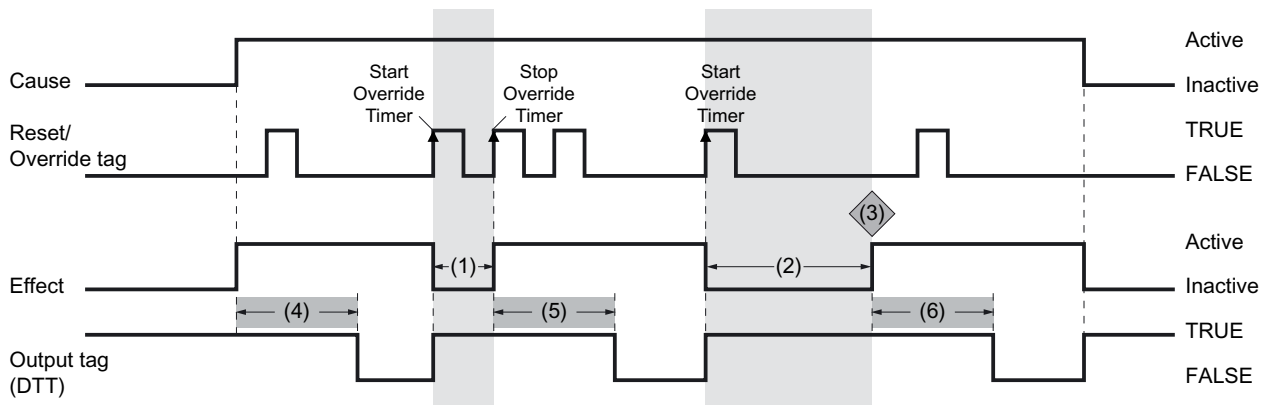 Active
Cause
Inactive
Start
Override
Timer
Stop
Override
Timer
Start
Override
Timer
Reset/
Override tag
TRUE
FALSE
(3)
Active
Effect
Inactive
(1)
(2)
(4)
(5)
(6)
TRUE
Output tag
(DTT)
FALSE